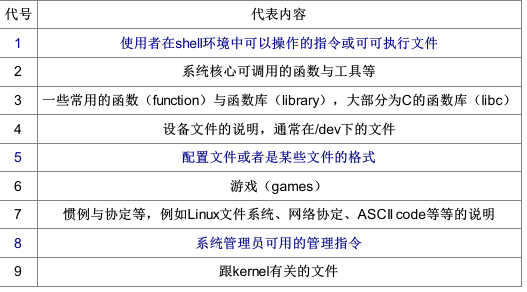 代号 代表内容
1 使用者在shell环境中可以操作的指令或可可执行文件
2 系统核心可调用的函数与工具等
3 一些常用的函数（function）与函数库（library），大部分为C的函数库（libc）
4 设备文件的说明，通常在/dev下的文件
5 配置文件或者是某些文件的格式
6 游戏（games）
7 惯例与协定等，例如Linux文件系统、网络协定、ASCII code等等的说明
8 系统管理员可用的管理指令
9 跟kernel有关的文件